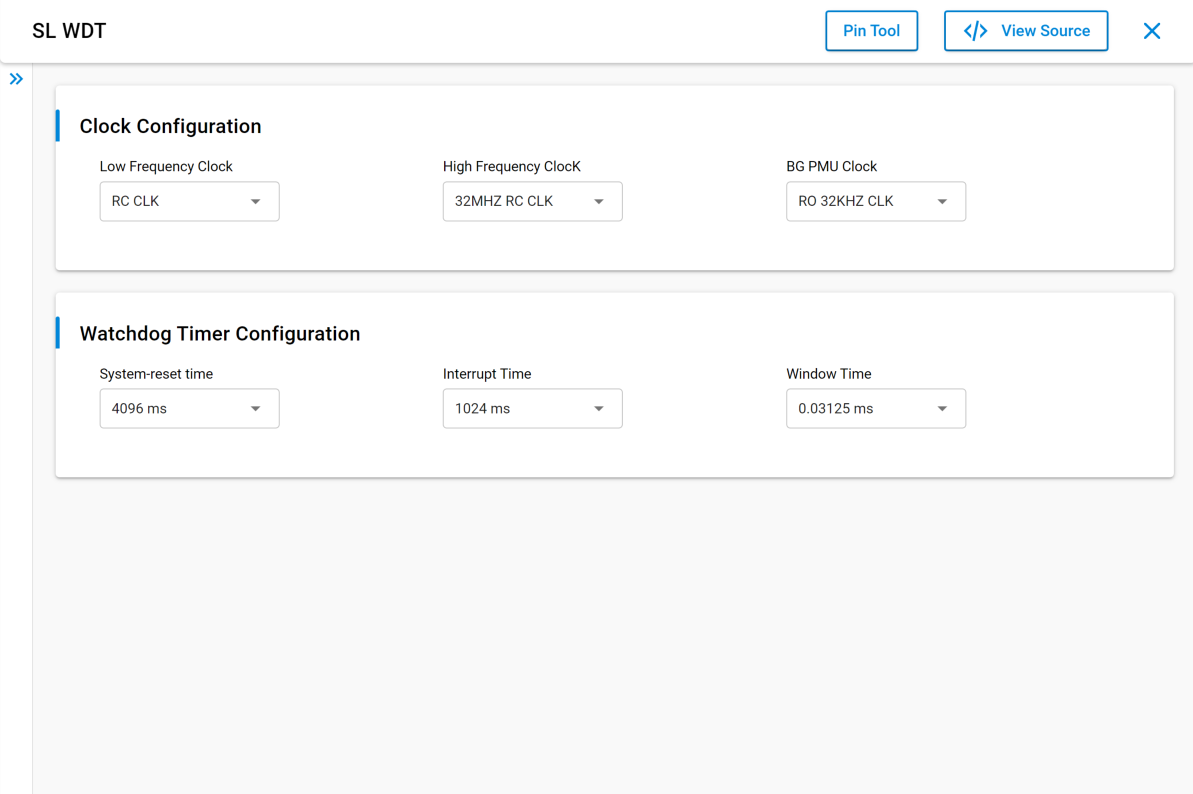 SL WDT
Pin Tool
</> View Source
Clock Configuration
Low Frequency Clock
High Frequency ClocK
BG PMU Clock
RC CLK
32MHZ RC CLK
RO 32KHZ CLK
Watchdog Timer Configuration
System-reset time
Interrupt Time
Window Time
4096 ms
1024 ms
0.03125 ms